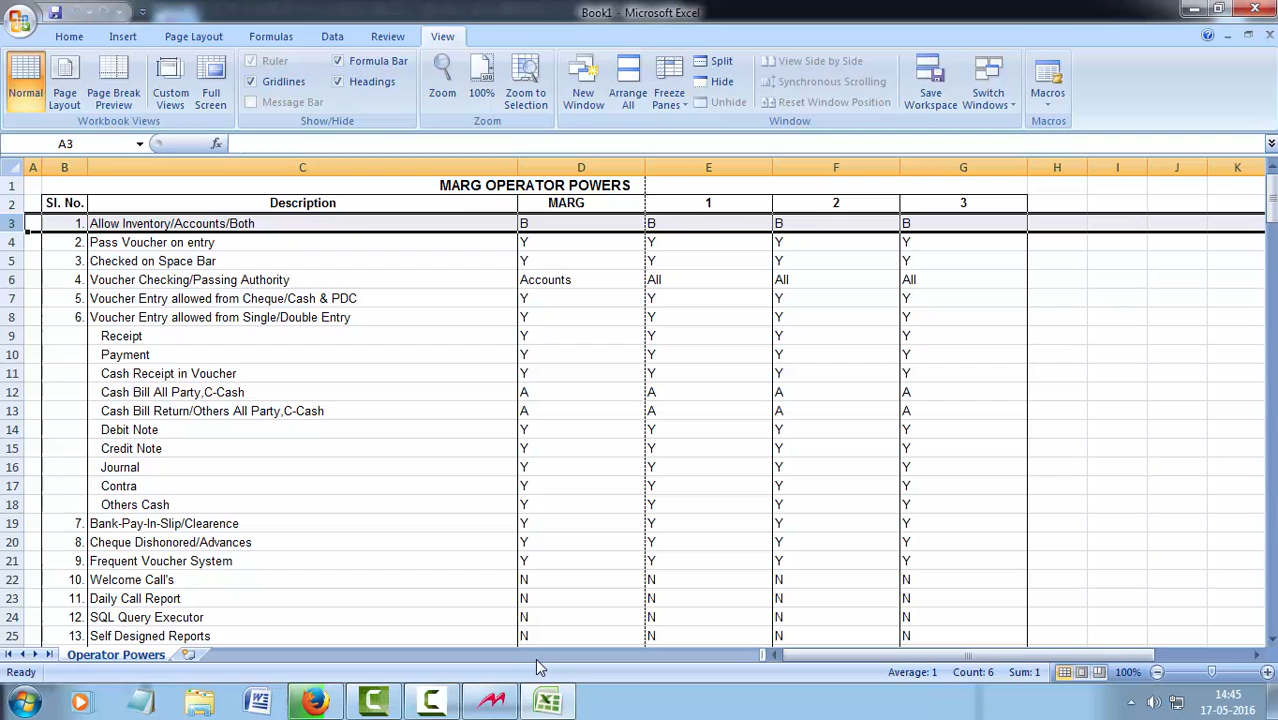 Book1 - Microsoft Excel
Home Insert Page Layout Formulas Data Review View
Normal
Page Layout
Page Break Preview
Custom Views
Full Screen
Workbook Views
Ruler
Gridlines
Message Bar
Formula Bar
Headings
Show/Hide
Zoom
100%
Zoom to Selection
Zoom
New Window
Arrange All
Freeze Panes
Split
Hide
Unhide
View Side by Side
Synchronous Scrolling
Reset Window Position
Save Workspace
Switch Windows
Window
Macros
Macros
A3 fx
A B C D E F G H I J K
1 MARG OPERATOR POWERS
2 Sl. No. Description MARG 1 2 3
3 1. Allow Inventory/Accounts/Both B B B B
4 2. Pass Voucher on entry Y Y Y Y
5 3. Checked on Space Bar Y Y Y Y
6 4. Voucher Checking/Passing Authority Accounts All All All
7 5. Voucher Entry allowed from Cheque/Cash & PDC Y Y Y Y
8 6. Voucher Entry allowed from Single/Double Entry Y Y Y Y
9 Receipt Y Y Y Y
10 Payment Y Y Y Y
11 Cash Receipt in Voucher Y Y Y Y
12 Cash Bill All Party,C-Cash A A A A
13 Cash Bill Return/Others All Party,C-Cash A A A A
14 Debit Note Y Y Y Y
15 Credit Note Y Y Y Y
16 Journal Y Y Y Y
17 Contra Y Y Y Y
18 Others Cash Y Y Y Y
19 7. Bank-Pay-In-Slip/Clearence Y Y Y Y
20 8. Cheque Dishonored/Advances Y Y Y Y
21 9. Frequent Voucher System Y Y Y Y
22 10. Welcome Call's N N N N
23 11. Daily Call Report N N N N
24 12. SQL Query Executor N N N N
25 13. Self Designed Reports N N N N
Operator Powers
Ready Average: 1 Count: 6 Sum: 1 100%
14:45
17-05-2016